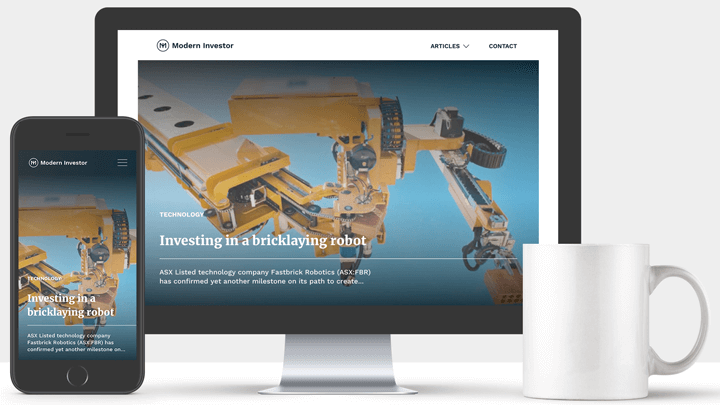 Modern Investor
ARTICLES
CONTACT
TECHNOLOGY
Investing in a bricklaying robot
ASX Listed technology company Fastbrick Robotics (ASX:FBR)
has confirmed yet another milestone on its path to create...
Modern Investor
TECHNOLOGY
Investing in a
bricklaying robot
ASX Listed technology company
Fastbrick Robotics (ASX:FBR) has
confirmed yet another milestone on...